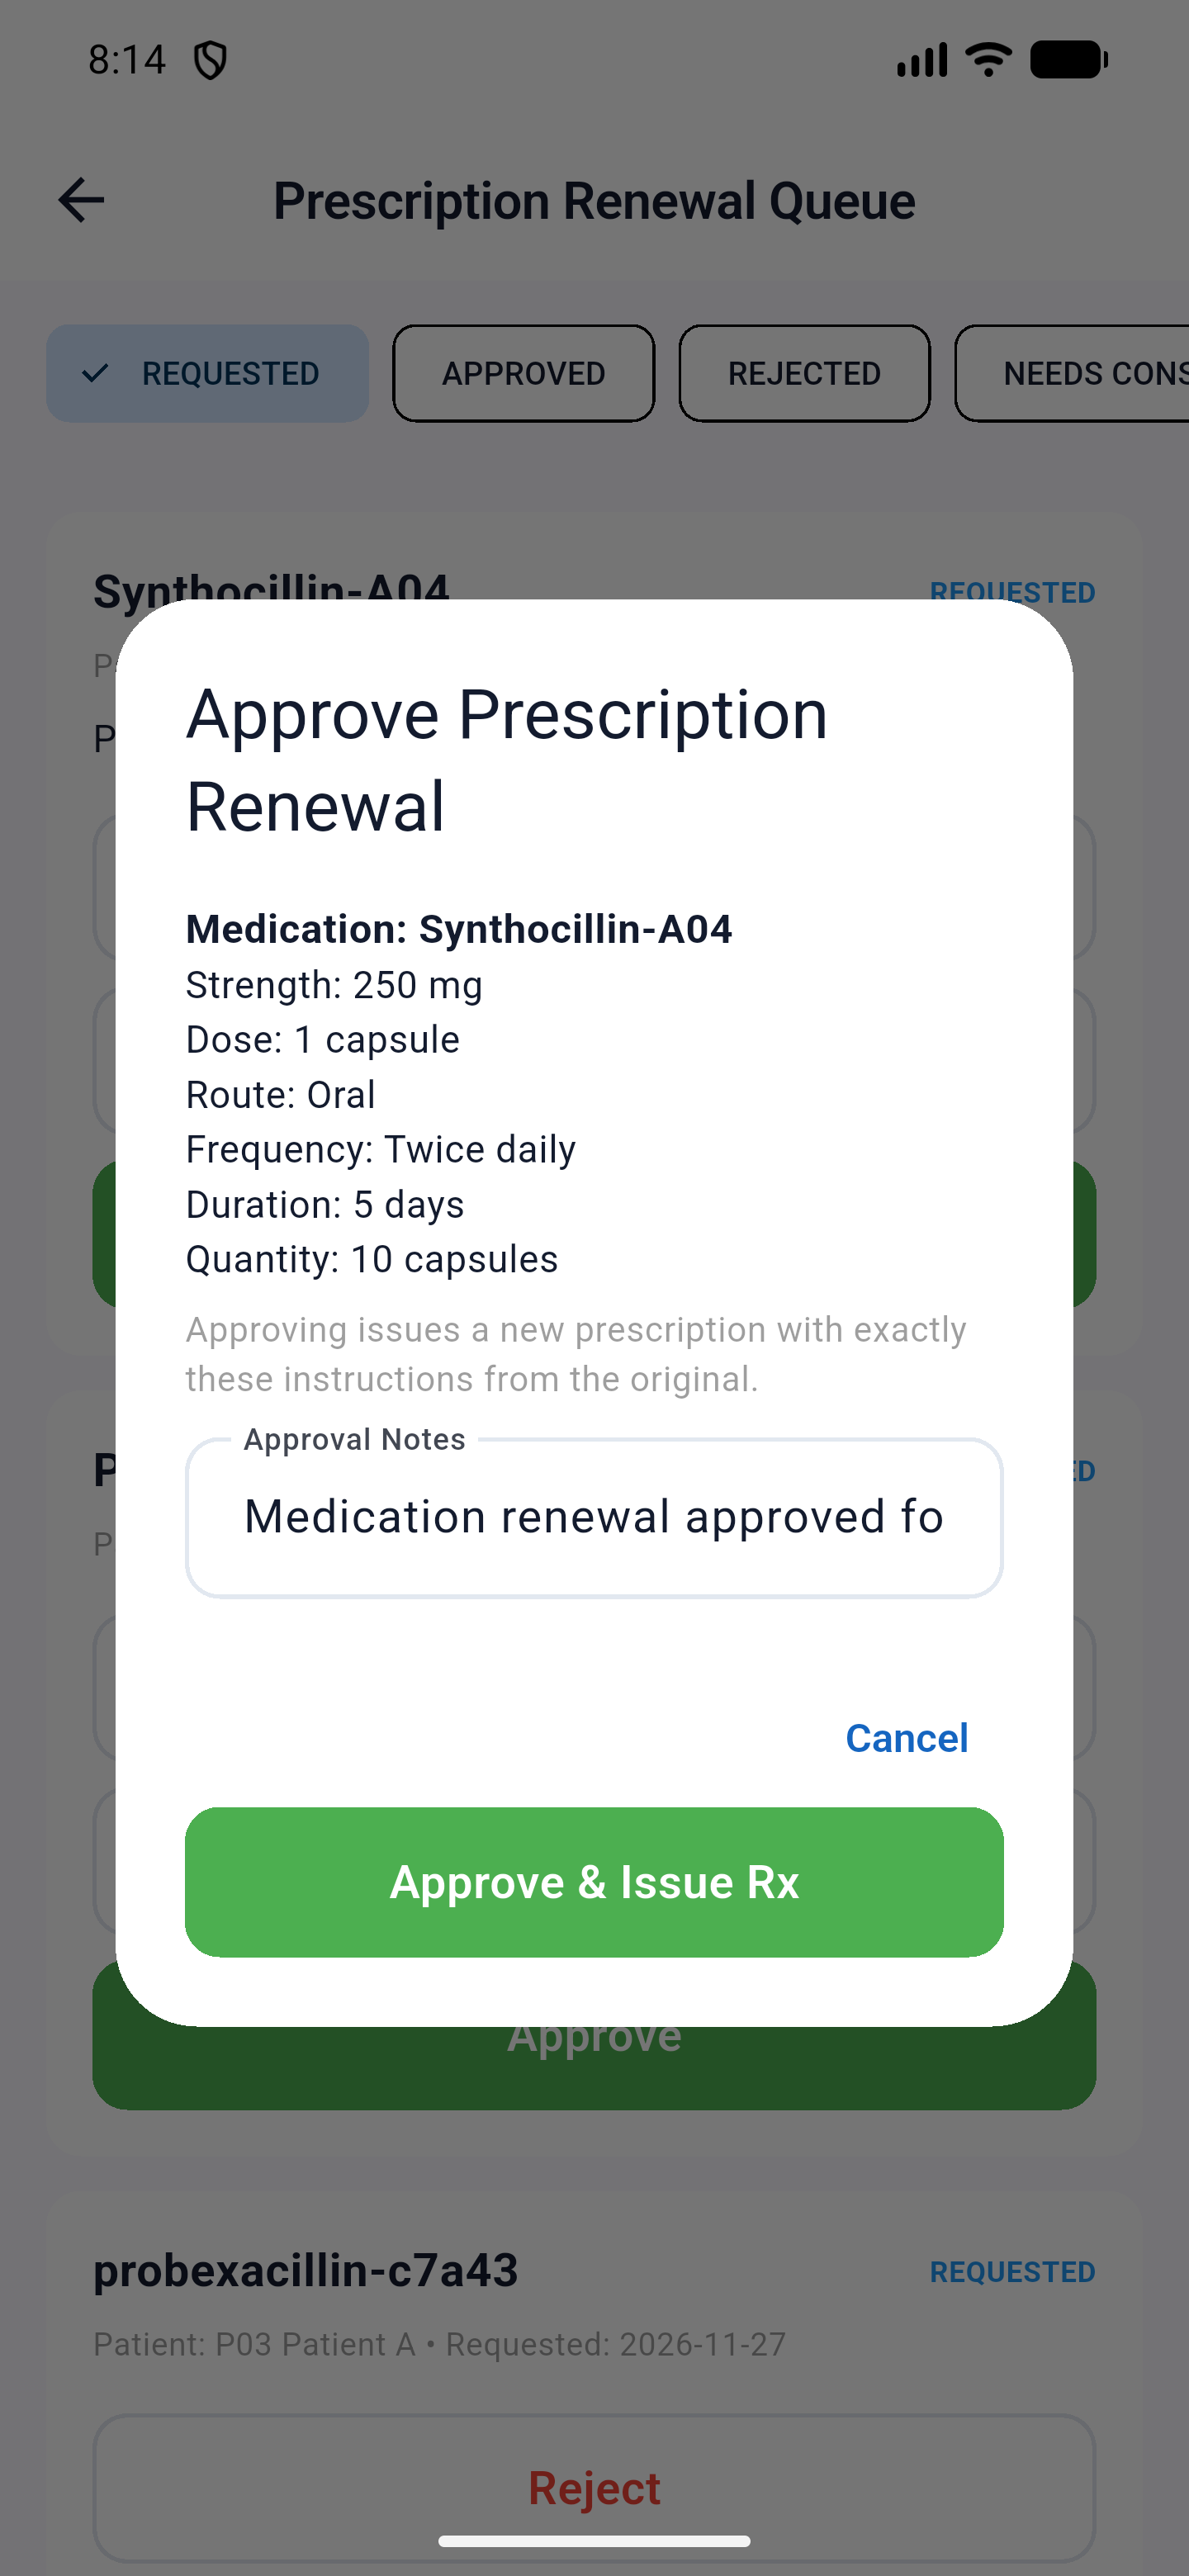 8:14
Prescription Renewal Queue
REQUESTED
APPROVED
REJECTED
NEEDS CONS
Synthocillin-A04
REQUESTED
P
P
Approve Prescription
Renewal
Medication: Synthocillin-A04
Strength: 250 mg
Dose: 1 capsule
Route: Oral
Frequency: Twice daily
Duration: 5 days
Quantity: 10 capsules
Approving issues a new prescription with exactly
these instructions from the original.
Approval Notes
Medication renewal approved fo
P
ED
P
Cancel
Approve & Issue Rx
Approve
probexacillin-c7a43
REQUESTED
Patient: P03 Patient A • Requested: 2026-11-27
Reject